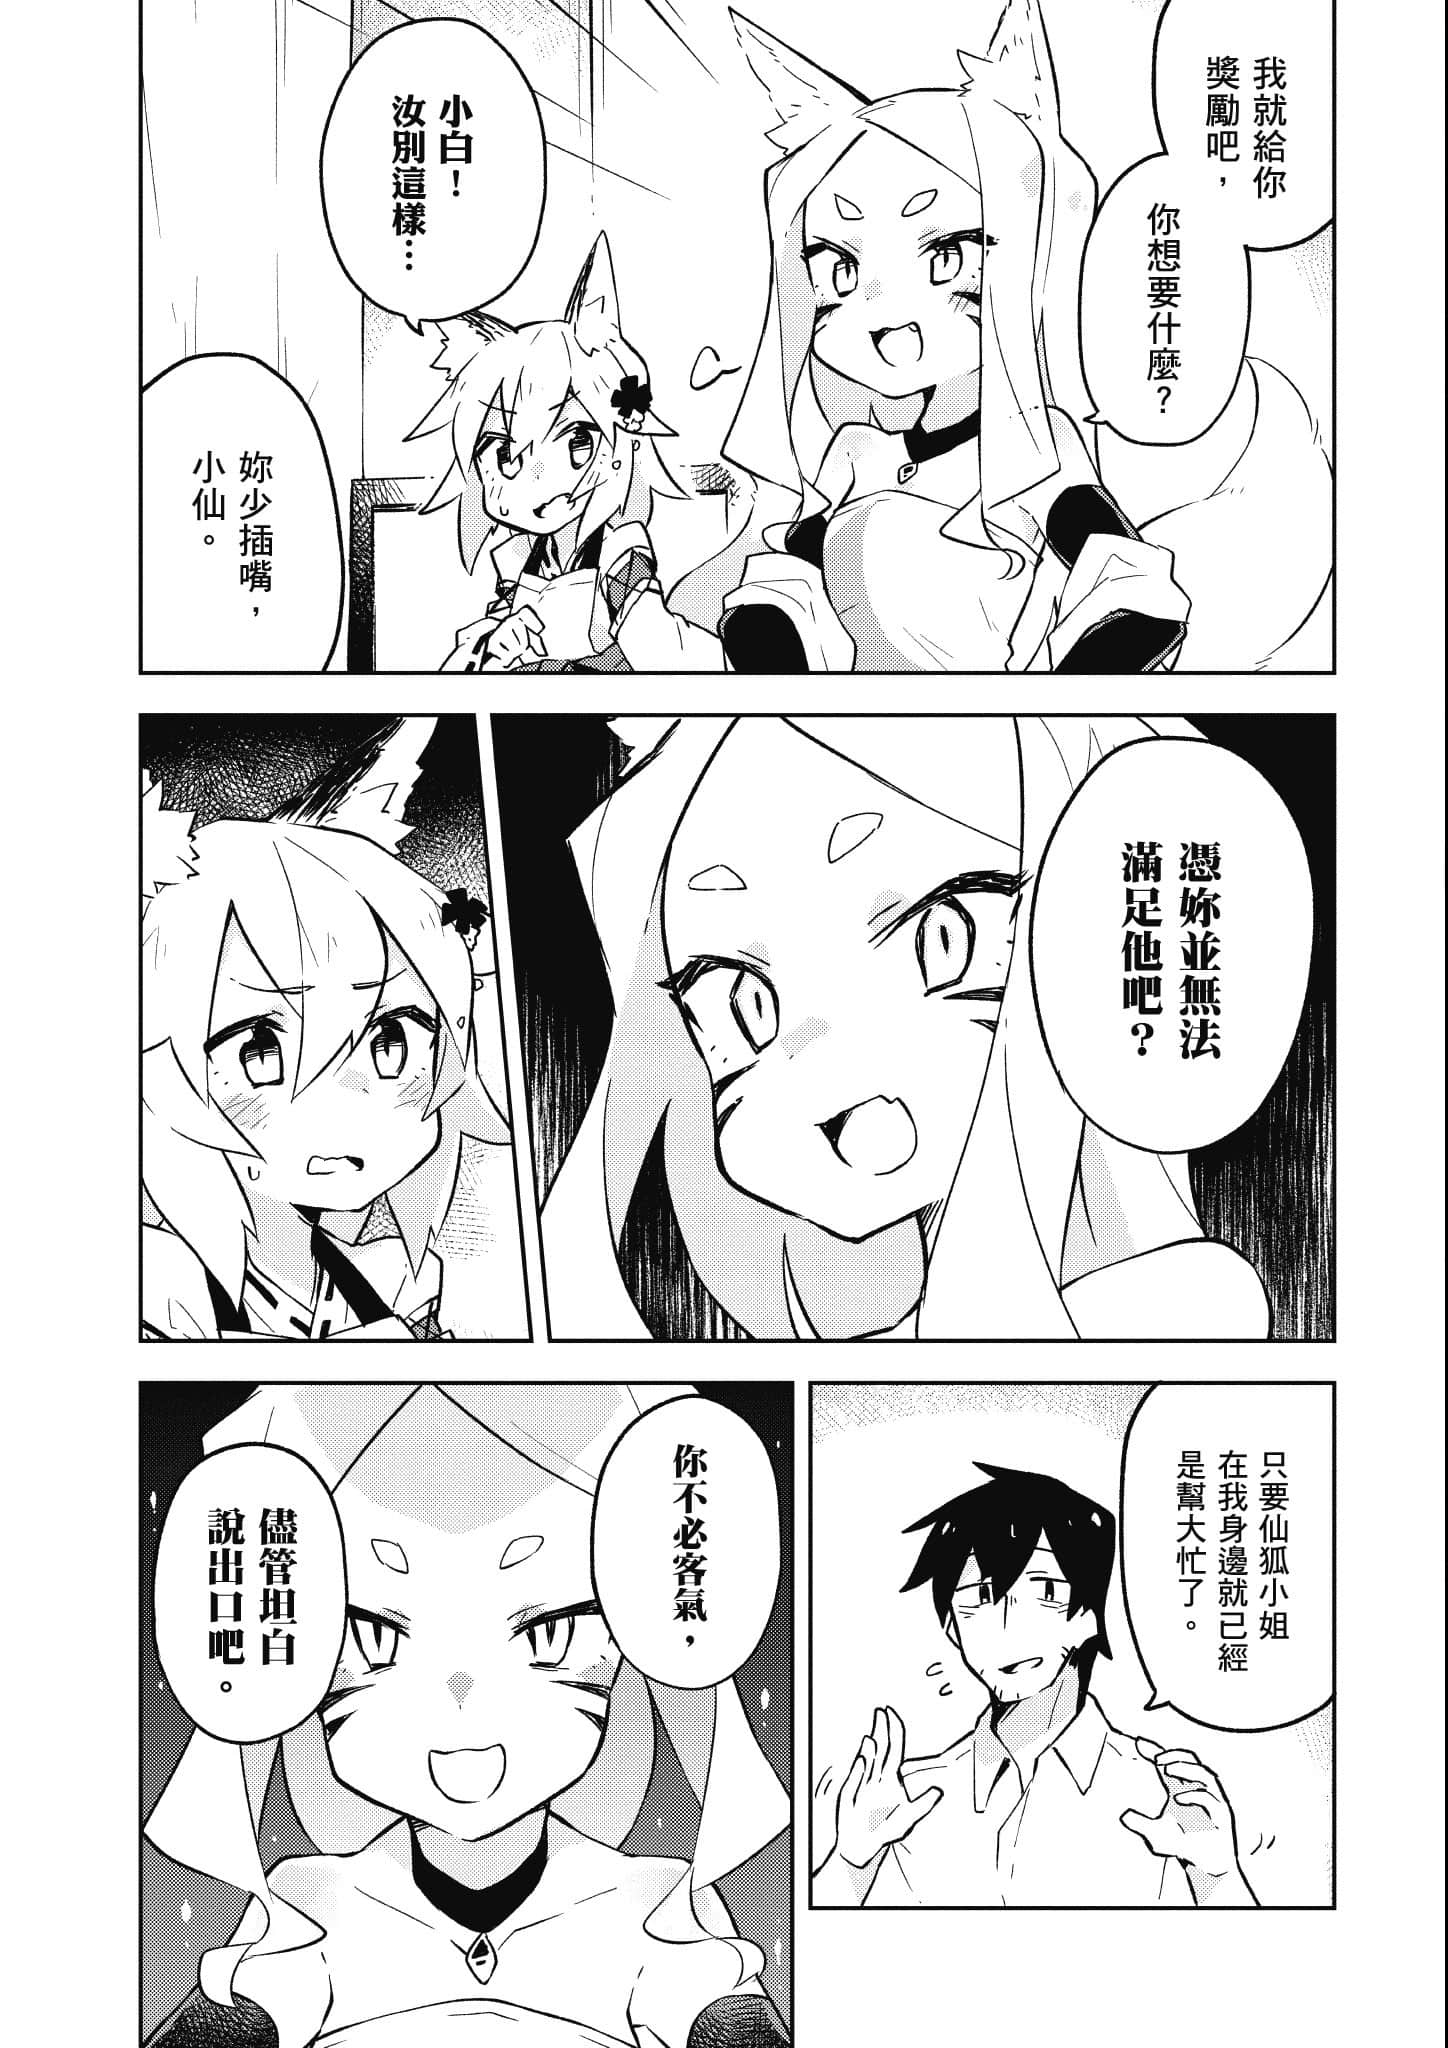 我就給你
獎勵吧，
你想要什麼？
小白！
汝別這樣…
妳少插嘴，
小仙。
憑妳並無法
滿足他吧？
只要仙狐小姐
在我身邊就已經
是幫大忙了。
你不必客氣，
儘管坦白
說出口吧。